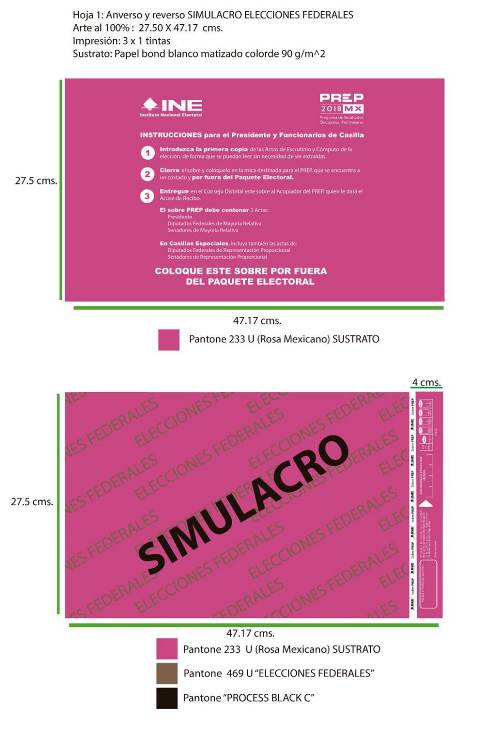 Hoja 1: Anverso y reverso SIMULACRO ELECCIONES FEDERALES
Arte al 100% : 27.50 X 47.17 cms.
Impresión: 3 x 1 tintas
Sustrato: Papel bond blanco matizado colorde 90 g/m^2
INE
Instituto Nacional Electoral
PREP
2018 MX
Programa de Resultados
Electorales Preliminares
INSTRUCCIONES para el Presidente y Funcionarios de Casilla
1 Introduzca la primera copia de las Actas de Escrutinio y Cómputo de la
elección, de forma que se puedan leer sin necesidad de ser extraídas.
2 Cierre el sobre y colóquelo en la mica destinada para el PREP, que se encuentra a
un costado y por fuera del Paquete Electoral.
3 Entregue en el Consejo Distrital este sobre al Acopiador del PREP, quien le dará el
Acuse de Recibo.
El sobre PREP debe contener 3 Actas:
Presidente
Diputados Federales de Mayoría Relativa
Senadores de Mayoría Relativa
En Casillas Especiales, incluya también las actas de:
Diputados Federales de Representación Proporcional
Senadores de Representación Proporcional
COLOQUE ESTE SOBRE POR FUERA
DEL PAQUETE ELECTORAL
27.5 cms.
47.17 cms.
Pantone 233 U (Rosa Mexicano) SUSTRATO
4 cms.
27.5 cms.
ELECCIONES FEDERALES
SIMULACRO
47.17 cms.
Pantone 233 U (Rosa Mexicano) SUSTRATO
Pantone 469 U "ELECCIONES FEDERALES"
Pantone "PROCESS BLACK C"